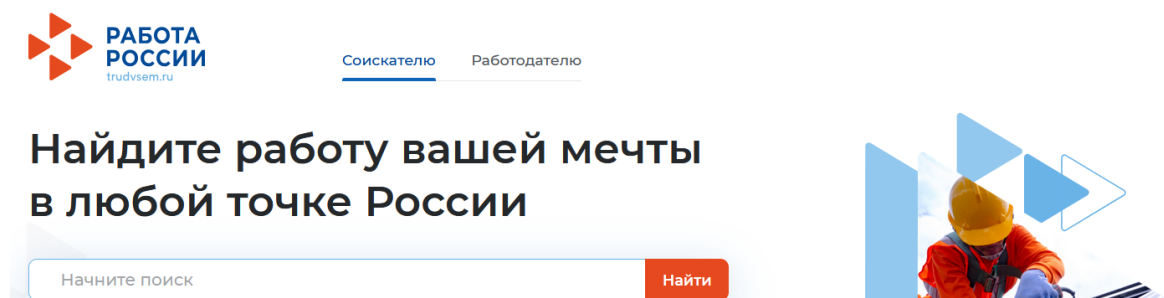 РАБОТА
РОССИИ
trudvsem.ru
Соискателю Работодателю
Найдите работу вашей мечты
в любой точке России
Начните поиск Найти